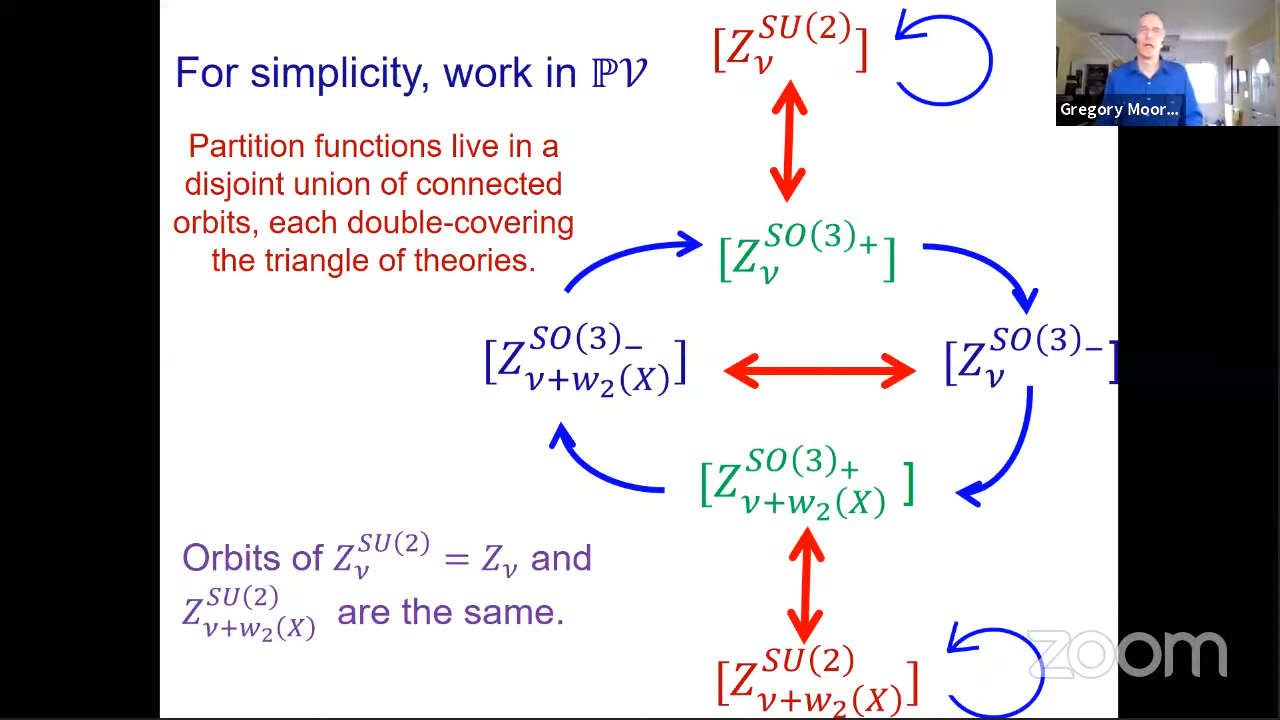 [Z_ν^{SU(2)}]
For simplicity, work in ℙ𝒱
Gregory Moor...
Partition functions live in a
disjoint union of connected
orbits, each double-covering
the triangle of theories.
[Z_ν^{SO(3)_+}]
[Z_{ν+w_2(X)}^{SO(3)_−}]
[Z_ν^{SO(3)_−}]
[Z_{ν+w_2(X)}^{SO(3)_+} ]
Orbits of Z_ν^{SU(2)} = Z_ν and
Z_{ν+w_2(X)}^{SU(2)} are the same.
[Z_{ν+w_2(X)}^{SU(2)}]
zoom